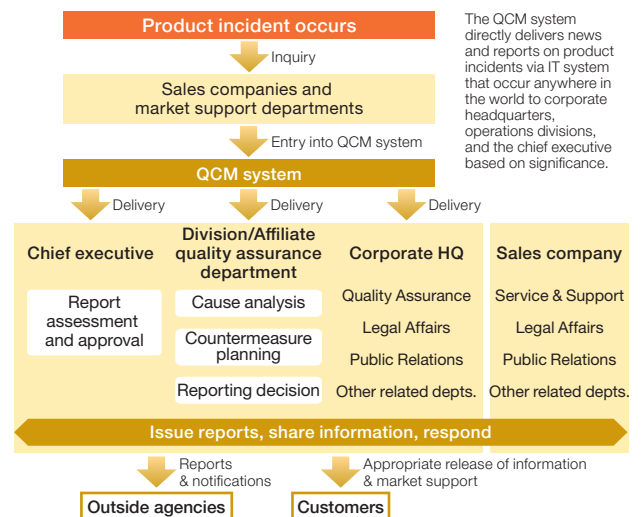 Product incident occurs
Inquiry
Sales companies and
market support departments
Entry into QCM system
QCM system
The QCM system
directly delivers news
and reports on product
incidents via IT system
that occur anywhere in
the world to corporate
headquarters,
operations divisions,
and the chief executive
based on significance.
Delivery
Delivery
Delivery
Chief executive
Report
assessment
and approval
Division/Affiliate
quality assurance
department
Cause analysis
Countermeasure
planning
Reporting decision
Corporate HQ
Quality Assurance
Legal Affairs
Public Relations
Other related depts.
Sales company
Service & Support
Legal Affairs
Public Relations
Other related depts.
Issue reports, share information, respond
Reports
& notifications
Appropriate release of information
& market support
Outside agencies
Customers